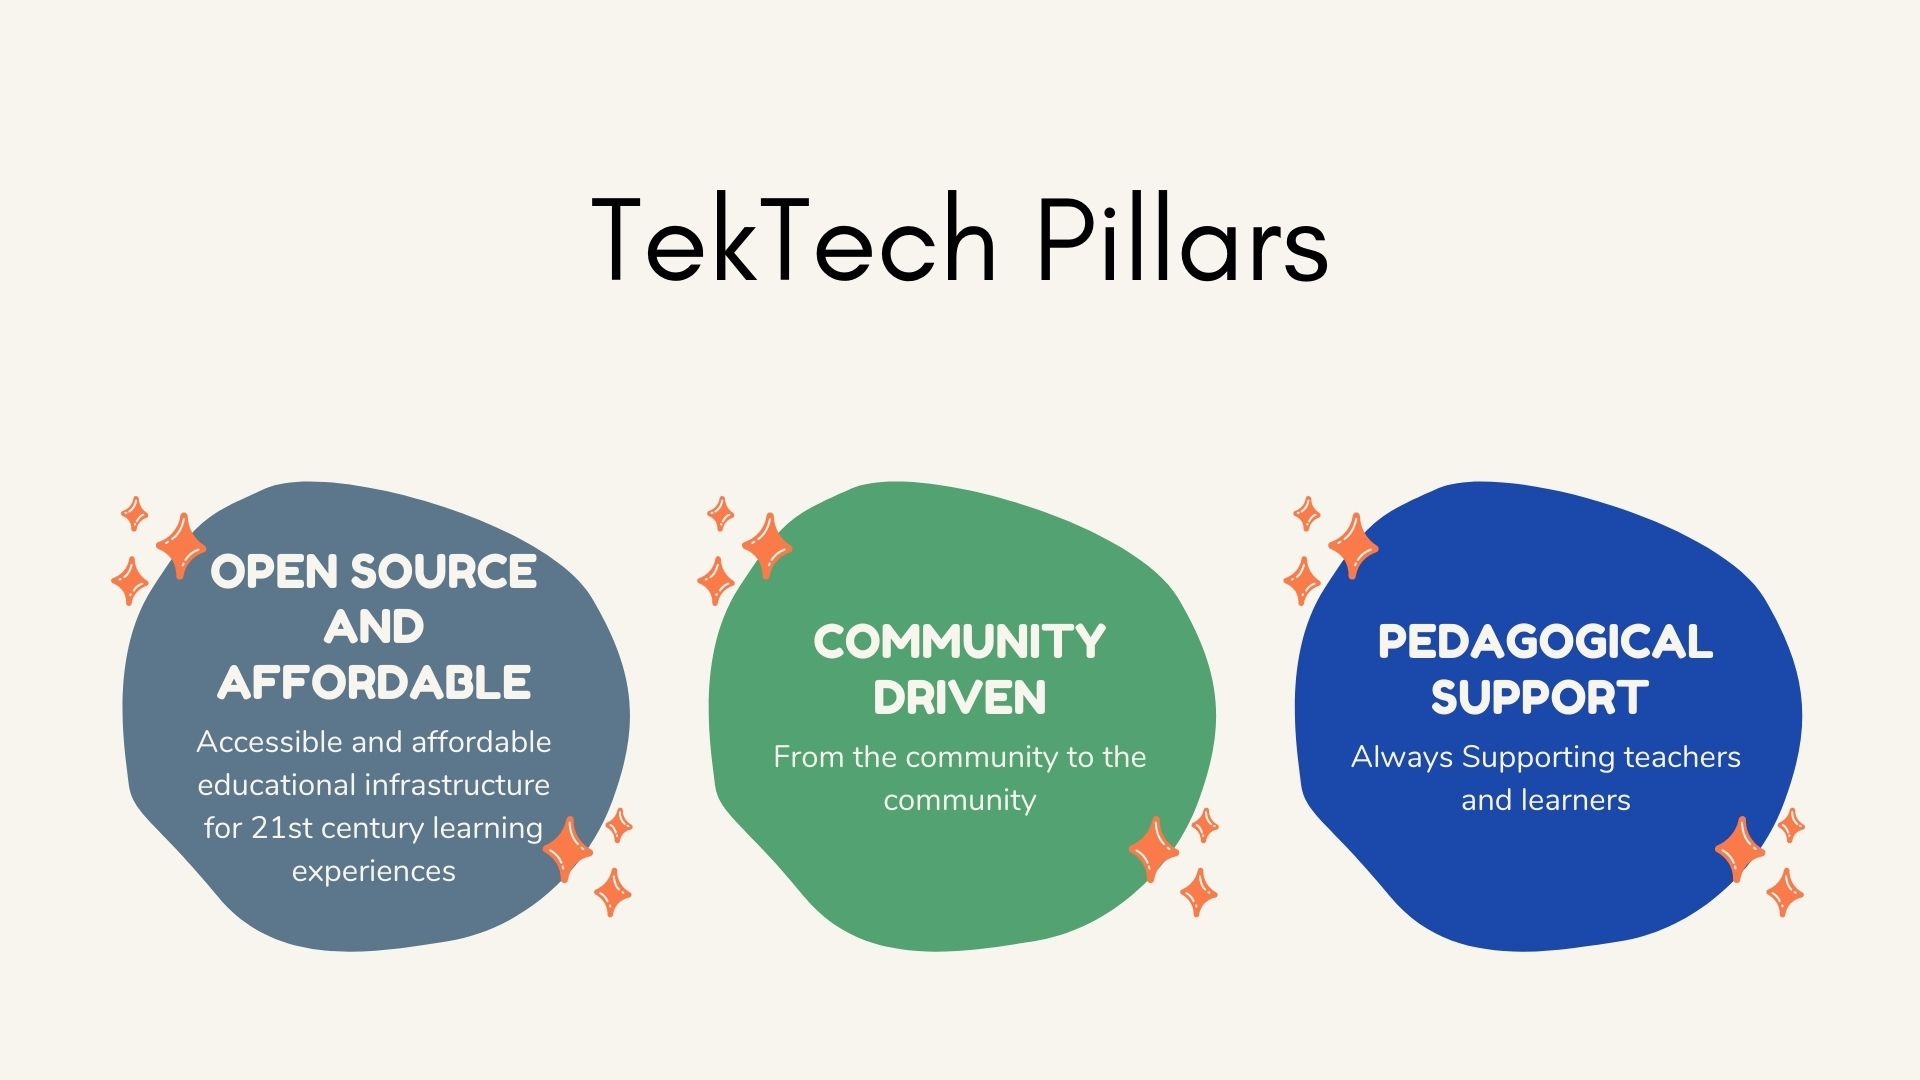 TekTech Pillars
OPEN SOURCE
AND
AFFORDABLE
Accessible and affordable
educational infrastructure
for 21st century learning
experiences
COMMUNITY
DRIVEN
From the community to the
community
PEDAGOGICAL
SUPPORT
Always Supporting teachers
and learners